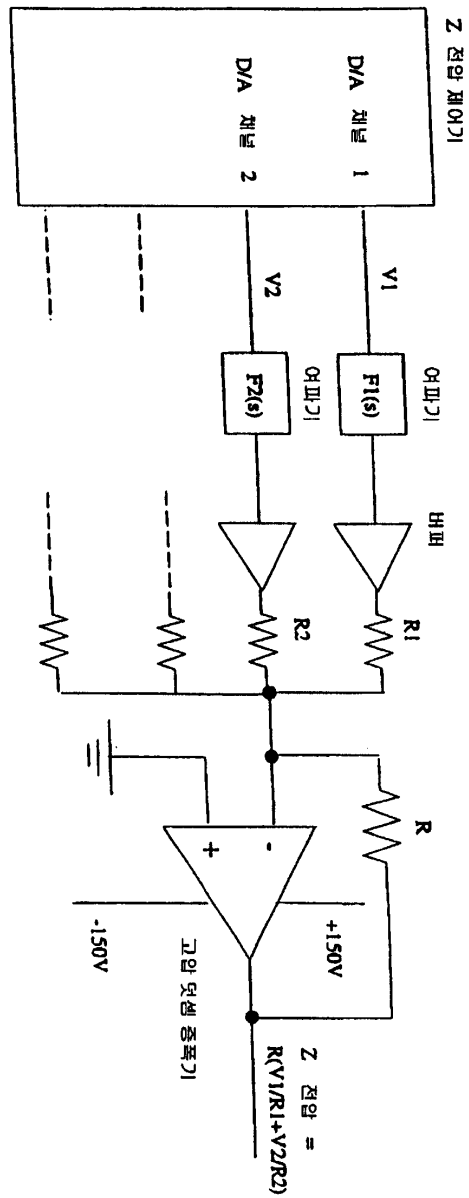 Z 전압 제어기
D/A 채널 1
D/A 채널 2
V1
V2
여파기
F1(s)
여파기
F2(s)
버퍼
R1
R2
R
-
+
+150V
-150V
고압 덧셈 증폭기
Z 전압 =
R(V1/R1+V2/R2)